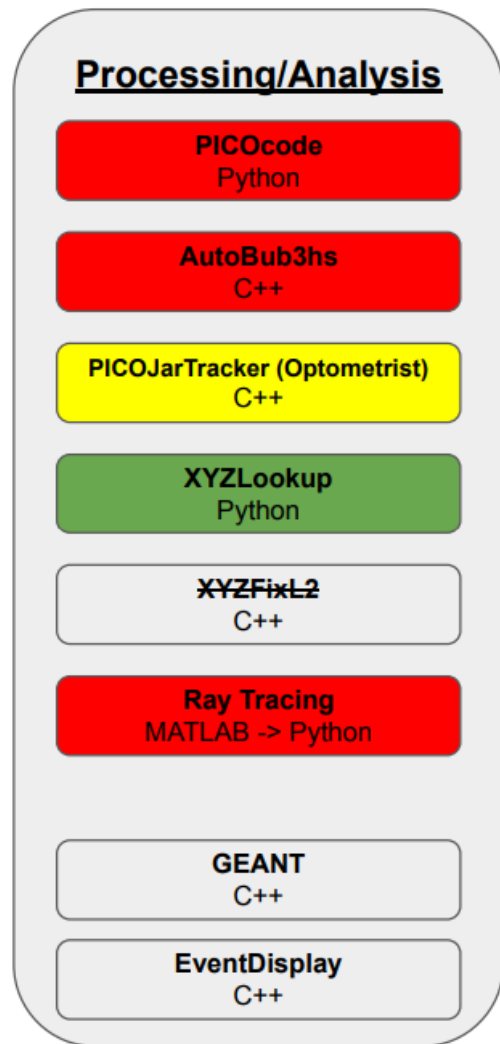 Processing/Analysis
PICOcode
Python
AutoBub3hs
C++
PICOJarTracker (Optometrist)
C++
XYZLookup
Python
XYZFixL2
C++
Ray Tracing
MATLAB -> Python
GEANT
C++
EventDisplay
C++